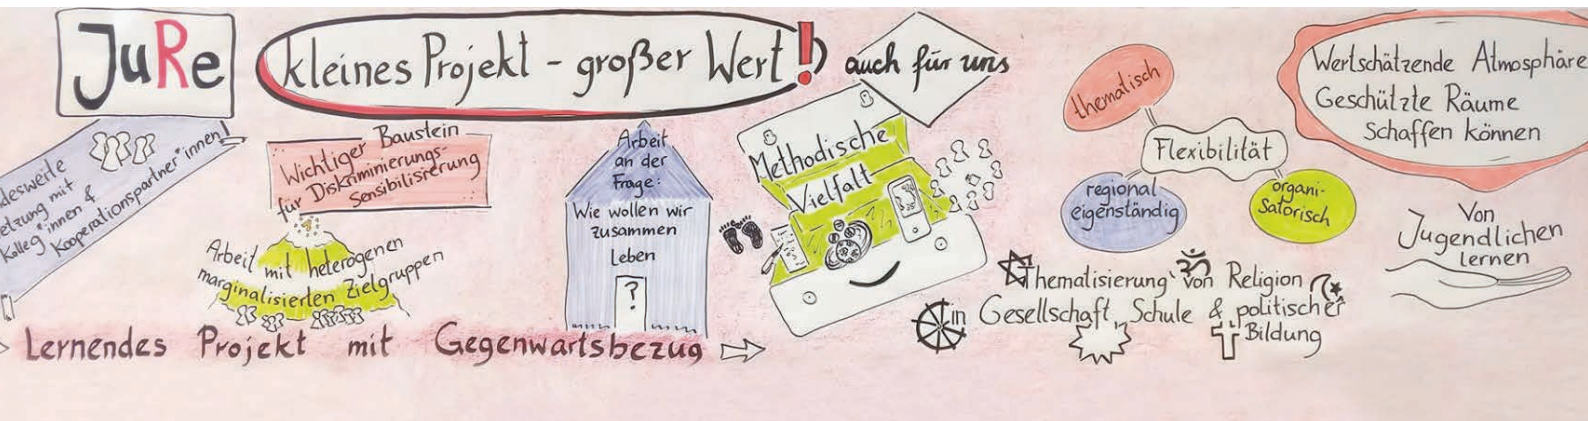 JuRe
kleines Projekt - großer Wert!
auch für uns
mit
Kolleg*innen &
Kooperationspartner*innen!
Wichtiger Baustein
für Diskriminierungs-
Sensibilisierung
Arbeit mit heterogenen
marginalisierten Zielgruppen
Arbeit
an der
Frage:
Wie wollen wir
zusammen
leben
?
Methodische
Vielfalt
thematisch
Flexibilität
regional
eigenständig
organi-
satorisch
Wertschätzende Atmosphäre
Geschützte Räume
Schaffen können
Von
Jugendlichen
lernen
Thematisierung von Religion
in Gesellschaft, Schule & politischer
Bildung
Lernendes Projekt mit Gegenwartsbezug